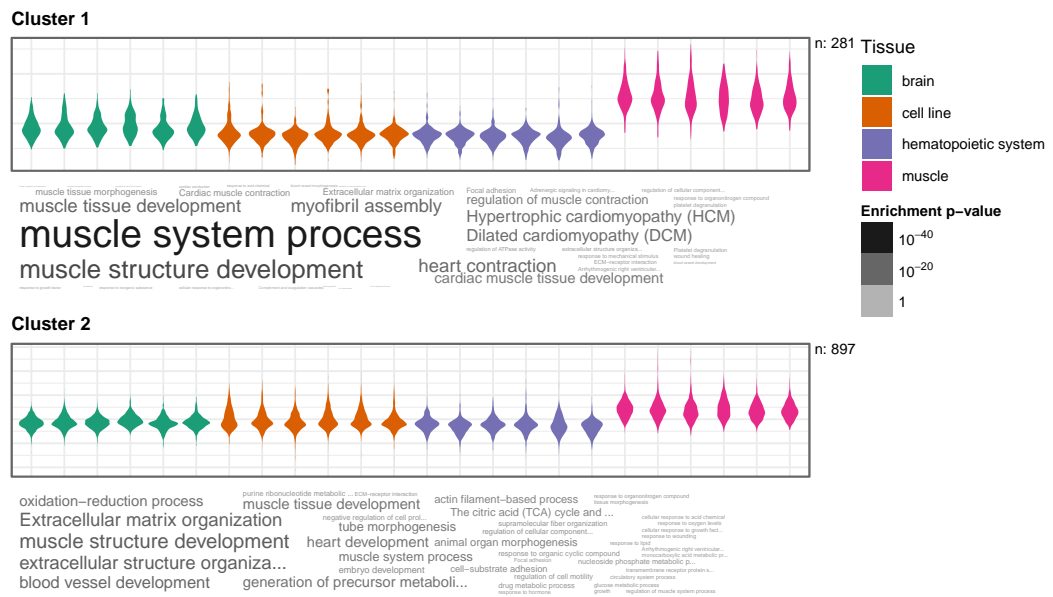 Cluster 1
n: 281
Tissue
brain
cell line
hematopoietic system
muscle
Enrichment p−value
10−40
10−20
1
muscle tissue morphogenesis
Cardiac muscle contraction
Extracellular matrix organization
muscle tissue development
myofibril assembly
muscle system process
muscle structure development
Focal adhesion
Adrenergic signaling in cardiomy...
regulation of cellular component...
regulation of muscle contraction
response to organonitrogen compound
platelet degranulation
Hypertrophic cardiomyopathy (HCM)
Dilated cardiomyopathy (DCM)
regulation of ATPase activity
extracellular structure organiza...
Platelet degranulation
response to mechanical stimulus
wound healing
ECM−receptor interaction
heart contraction
Arrhythmogenic right ventricular...
cardiac muscle tissue development
Cluster 2
n: 897
oxidation−reduction process
Extracellular matrix organization
muscle structure development
extracellular structure organiza...
blood vessel development
purine ribonucleotide metabolic ...
ECM−receptor interaction
muscle tissue development
negative regulation of cell prol...
tube morphogenesis
heart development
muscle system process
embryo development
generation of precursor metaboli...
actin filament−based process
The citric acid (TCA) cycle and ...
supramolecular fiber organization
regulation of cellular component...
animal organ morphogenesis
response to organic cyclic compound
Focal adhesion
cell−substrate adhesion
regulation of cell motility
drug metabolic process
response to hormone
response to organonitrogen compound
tissue morphogenesis
cellular response to acid chemical
response to oxygen levels
cellular response to growth fact...
response to wounding
response to lipid
Arrhythmogenic right ventricular...
monocarboxylic acid metabolic pr...
nucleoside phosphate metabolic p...
transmembrane receptor protein s...
circulatory system process
glucose metabolic process
growth
regulation of muscle system process